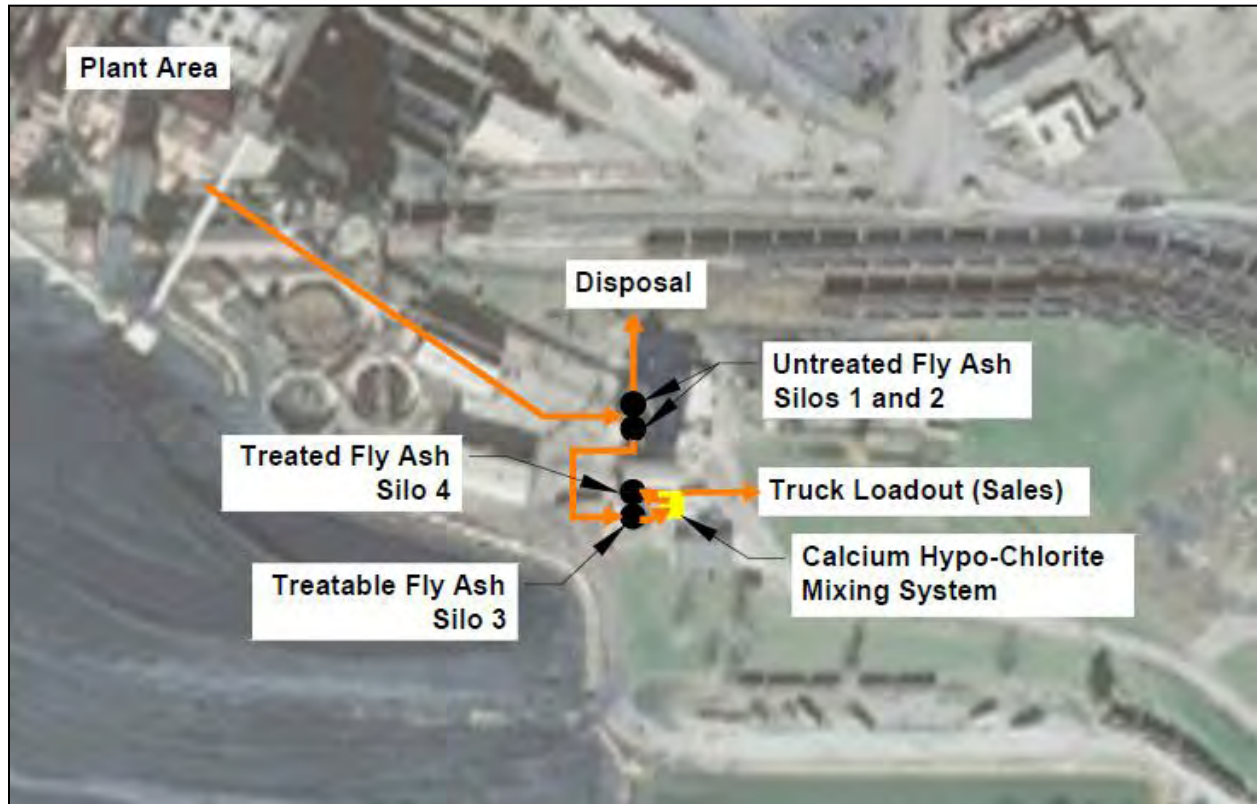 Plant Area
Disposal
Untreated Fly Ash
Silos 1 and 2
Treated Fly Ash
Silo 4
Truck Loadout (Sales)
Treatable Fly Ash
Silo 3
Calcium Hypo-Chlorite
Mixing System